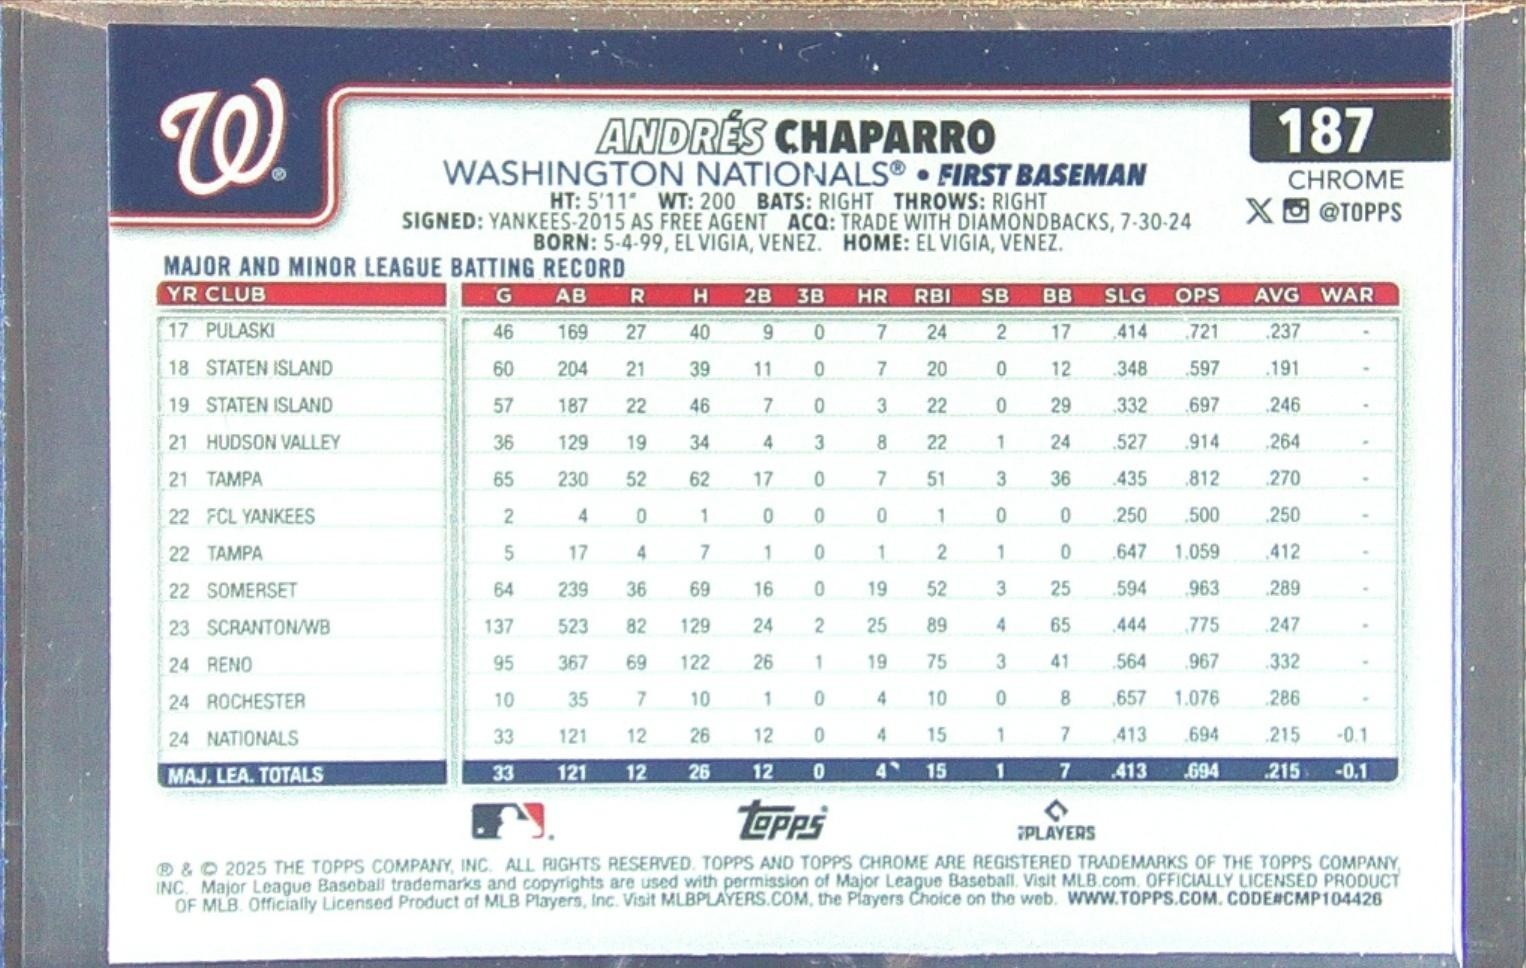 W®
ANDRÉS CHAPARRO
187
WASHINGTON NATIONALS® • FIRST BASEMAN
CHROME
HT: 5'11" WT: 200 BATS: RIGHT THROWS: RIGHT
X @TOPPS
SIGNED: YANKEES-2015 AS FREE AGENT ACQ: TRADE WITH DIAMONDBACKS, 7-30-24
BORN: 5-4-99, EL VIGIA, VENEZ. HOME: EL VIGIA, VENEZ.
MAJOR AND MINOR LEAGUE BATTING RECORD
YR CLUB G AB R H 2B 3B HR RBI SB BB SLG OPS AVG WAR
17 PULASKI 46 169 27 40 9 0 7 24 2 17 .414 .721 .237 -
18 STATEN ISLAND 60 204 21 39 11 0 7 20 0 12 .348 .597 .191 -
19 STATEN ISLAND 57 187 22 46 7 0 3 22 0 29 .332 .697 .246 -
21 HUDSON VALLEY 36 129 19 34 4 3 8 22 1 24 .527 .914 .264 -
21 TAMPA 65 230 52 62 17 0 7 51 3 36 .435 .812 .270 -
22 FCL YANKEES 2 4 0 1 0 0 0 1 0 0 .250 .500 .250 -
22 TAMPA 5 17 4 7 1 0 1 2 1 0 .647 1.059 .412 -
22 SOMERSET 64 239 36 69 16 0 19 52 3 25 .594 .963 .289 -
23 SCRANTON/WB 137 523 82 129 24 2 25 89 4 65 .444 .775 .247 -
24 RENO 95 367 69 122 26 1 19 75 3 41 .564 .967 .332 -
24 ROCHESTER 10 35 7 10 1 0 4 10 0 8 .657 1.076 .286 -
24 NATIONALS 33 121 12 26 12 0 4 15 1 7 .413 .694 .215 -0.1
MAJ. LEA. TOTALS 33 121 12 26 12 0 4 15 1 7 .413 .694 .215 -0.1
Topps® PLAYERS
® & © 2025 THE TOPPS COMPANY, INC. ALL RIGHTS RESERVED. TOPPS AND TOPPS CHROME ARE REGISTERED TRADEMARKS OF THE TOPPS COMPANY,
INC. Major League Baseball trademarks and copyrights are used with permission of Major League Baseball. Visit MLB.com. OFFICIALLY LICENSED PRODUCT
OF MLB. Officially Licensed Product of MLB Players, Inc. Visit MLBPLAYERS.COM, the Players Choice on the web. WWW.TOPPS.COM. CODE#CMP104426